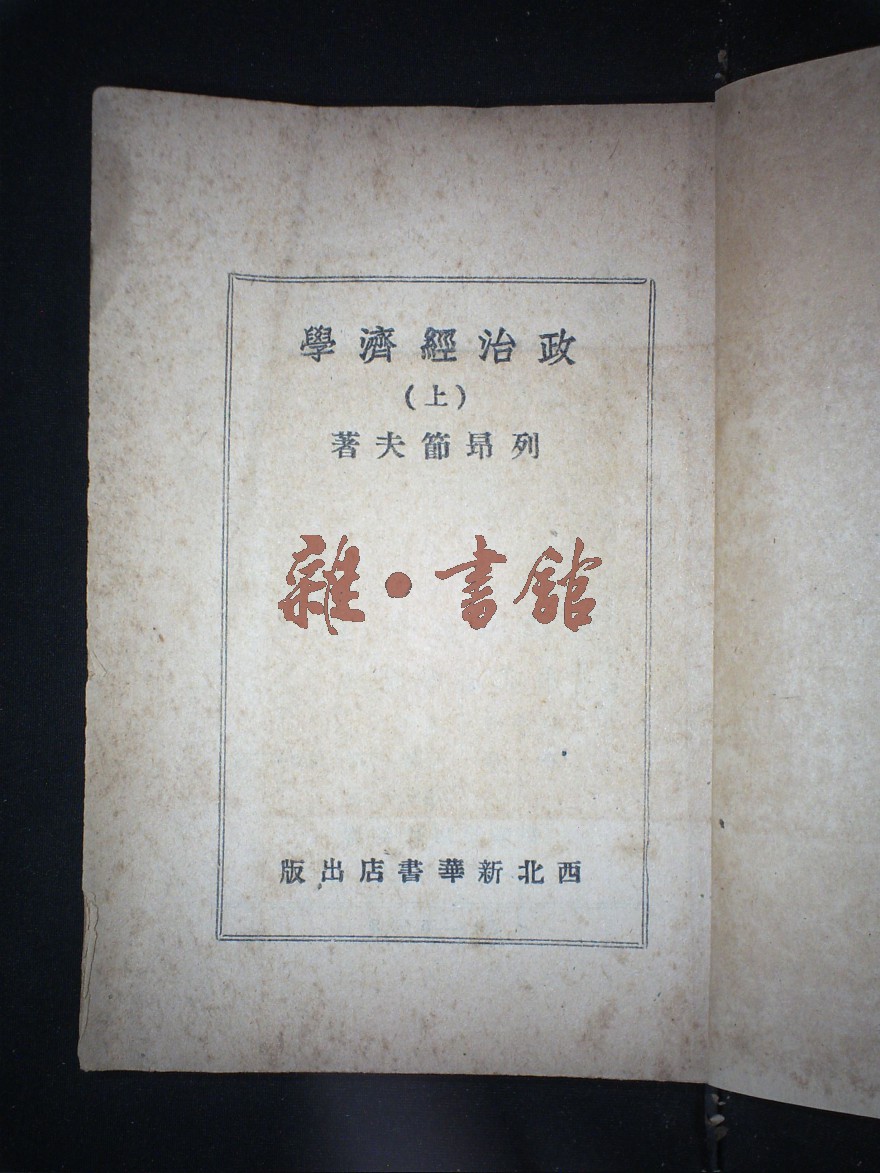 政治經濟學
(上)
列昂節夫著
雜•書館
西北新華書店出版